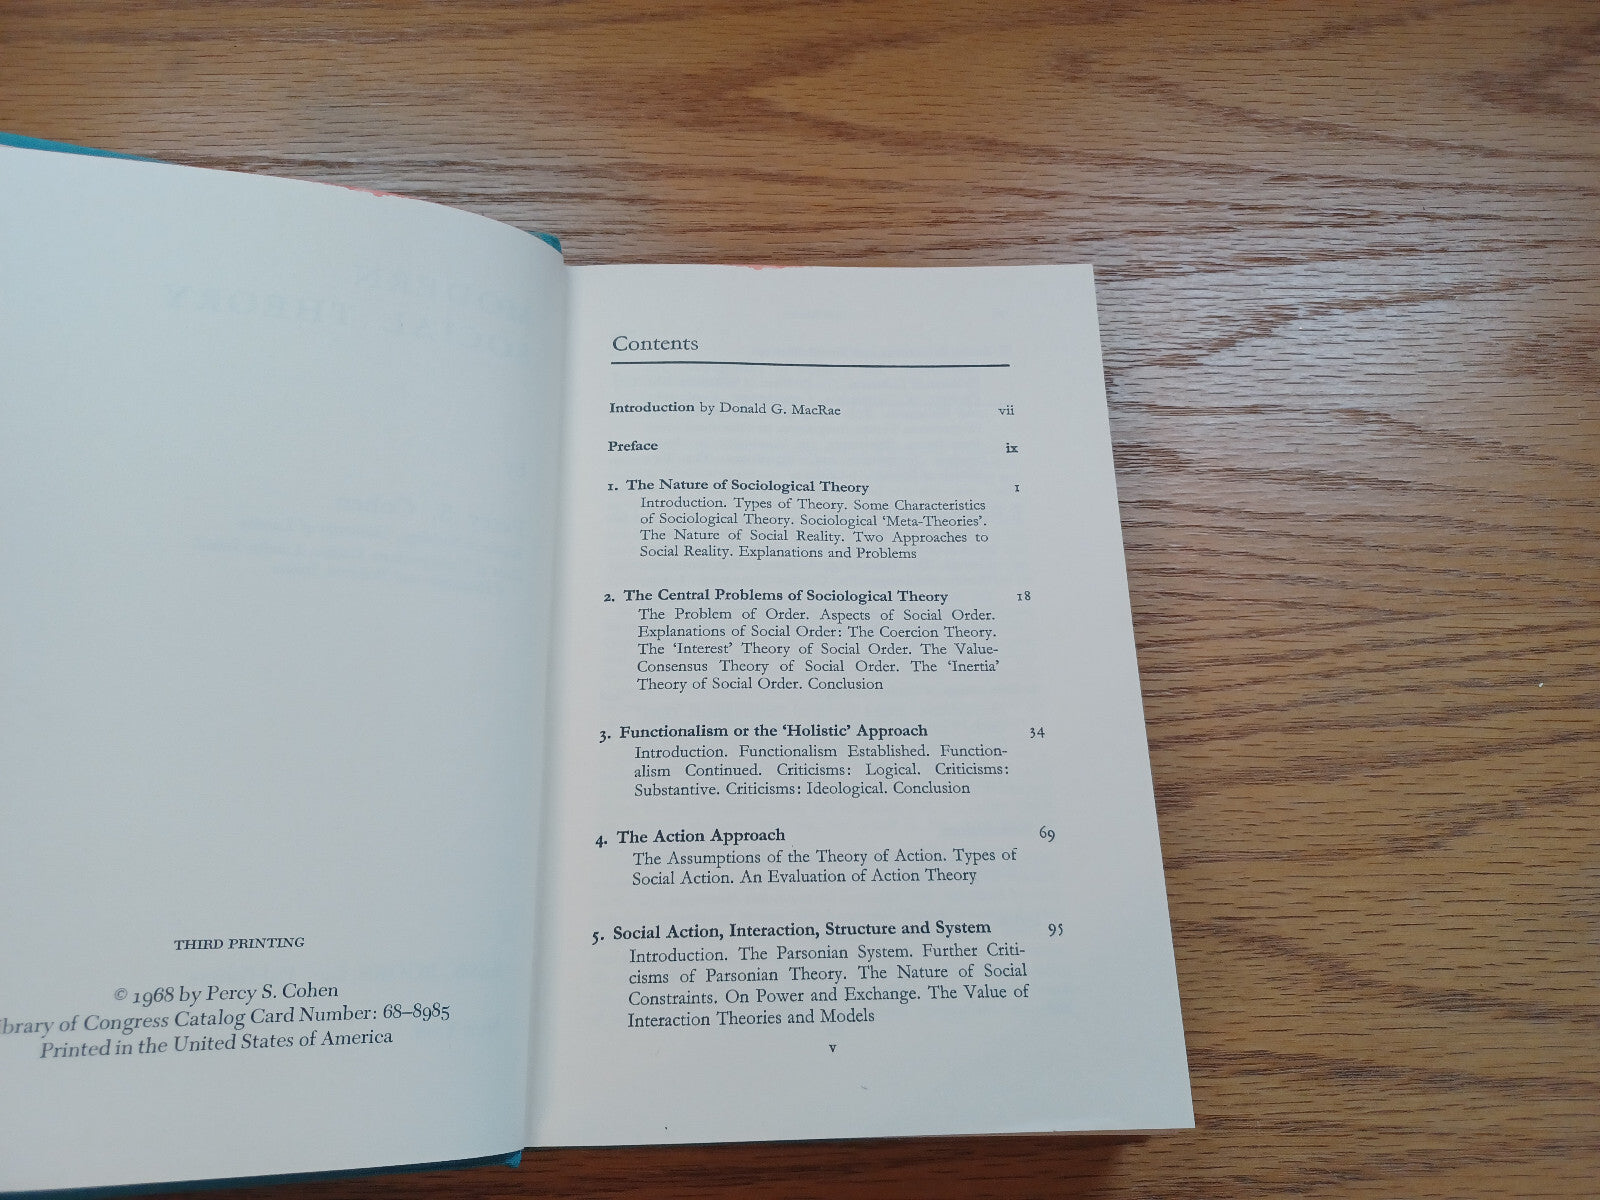 MODERN
SOCIAL THEORY
THIRD PRINTING
© 1968 by Percy S. Cohen
brary of Congress Catalog Card Number: 68–8985
Printed in the United States of America
Contents
Introduction by Donald G. MacRae vii
Preface ix
1. The Nature of Sociological Theory 1
Introduction. Types of Theory. Some Characteristics
of Sociological Theory. Sociological ‘Meta-Theories’.
The Nature of Social Reality. Two Approaches to
Social Reality. Explanations and Problems
2. The Central Problems of Sociological Theory 18
The Problem of Order. Aspects of Social Order.
Explanations of Social Order: The Coercion Theory.
The ‘Interest’ Theory of Social Order. The Value-
Consensus Theory of Social Order. The ‘Inertia’
Theory of Social Order. Conclusion
3. Functionalism or the ‘Holistic’ Approach 34
Introduction. Functionalism Established. Function-
alism Continued. Criticisms: Logical. Criticisms:
Substantive. Criticisms: Ideological. Conclusion
4. The Action Approach 69
The Assumptions of the Theory of Action. Types of
Social Action. An Evaluation of Action Theory
5. Social Action, Interaction, Structure and System 95
Introduction. The Parsonian System. Further Criti-
cisms of Parsonian Theory. The Nature of Social
Constraints. On Power and Exchange. The Value of
Interaction Theories and Models
v